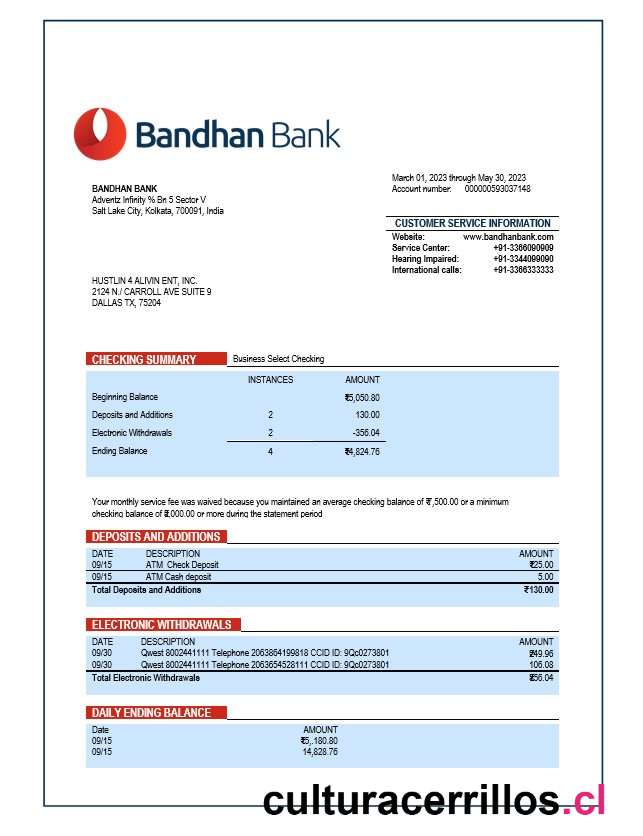 Bandhan Bank
March 01, 2023 through May 30, 2023
Account number: 000000593037148
BANDHAN BANK
Adventz Infinity % Bn 5 Sector V
Salt Lake City, Kolkata, 700091, India
CUSTOMER SERVICE INFORMATION
Website: www.bandhanbank.com
Service Center: +91-3366090909
Hearing Impaired: +91-3344099090
International calls: +91-3366333333
HUSTLIN 4 ALIVIN ENT, INC.
2124 N./ CARROLL AVE SUITE 9
DALLAS TX, 75204
CHECKING SUMMARY Business Select Checking
INSTANCES AMOUNT
Beginning Balance ₹5,050.80
Deposits and Additions 2 130.00
Electronic Withdrawals 2 -356.04
Ending Balance 4 ₹4,824.76
Your monthly service fee was waived because you maintained an average checking balance of ₹7,500.00 or a minimum
checking balance of ₹5,000.00 or more during the statement period
DEPOSITS AND ADDITIONS
DATE DESCRIPTION AMOUNT
09/15 ATM Check Deposit ₹125.00
09/15 ATM Cash deposit 5.00
Total Deposits and Additions ₹130.00
ELECTRONIC WITHDRAWALS
DATE DESCRIPTION AMOUNT
09/30 Qwest 8002441111 Telephone 2063864199818 CCID ID: 9Qc0273801 249.96
09/30 Qwest 8002441111 Telephone 2063654528111 CCID ID: 9Qc0273801 106.08
Total Electronic Withdrawals ₹356.04
DAILY ENDING BALANCE
Date AMOUNT
09/15 ₹5,.180.80
09/15 14,828.76
culturacerrillos.cl